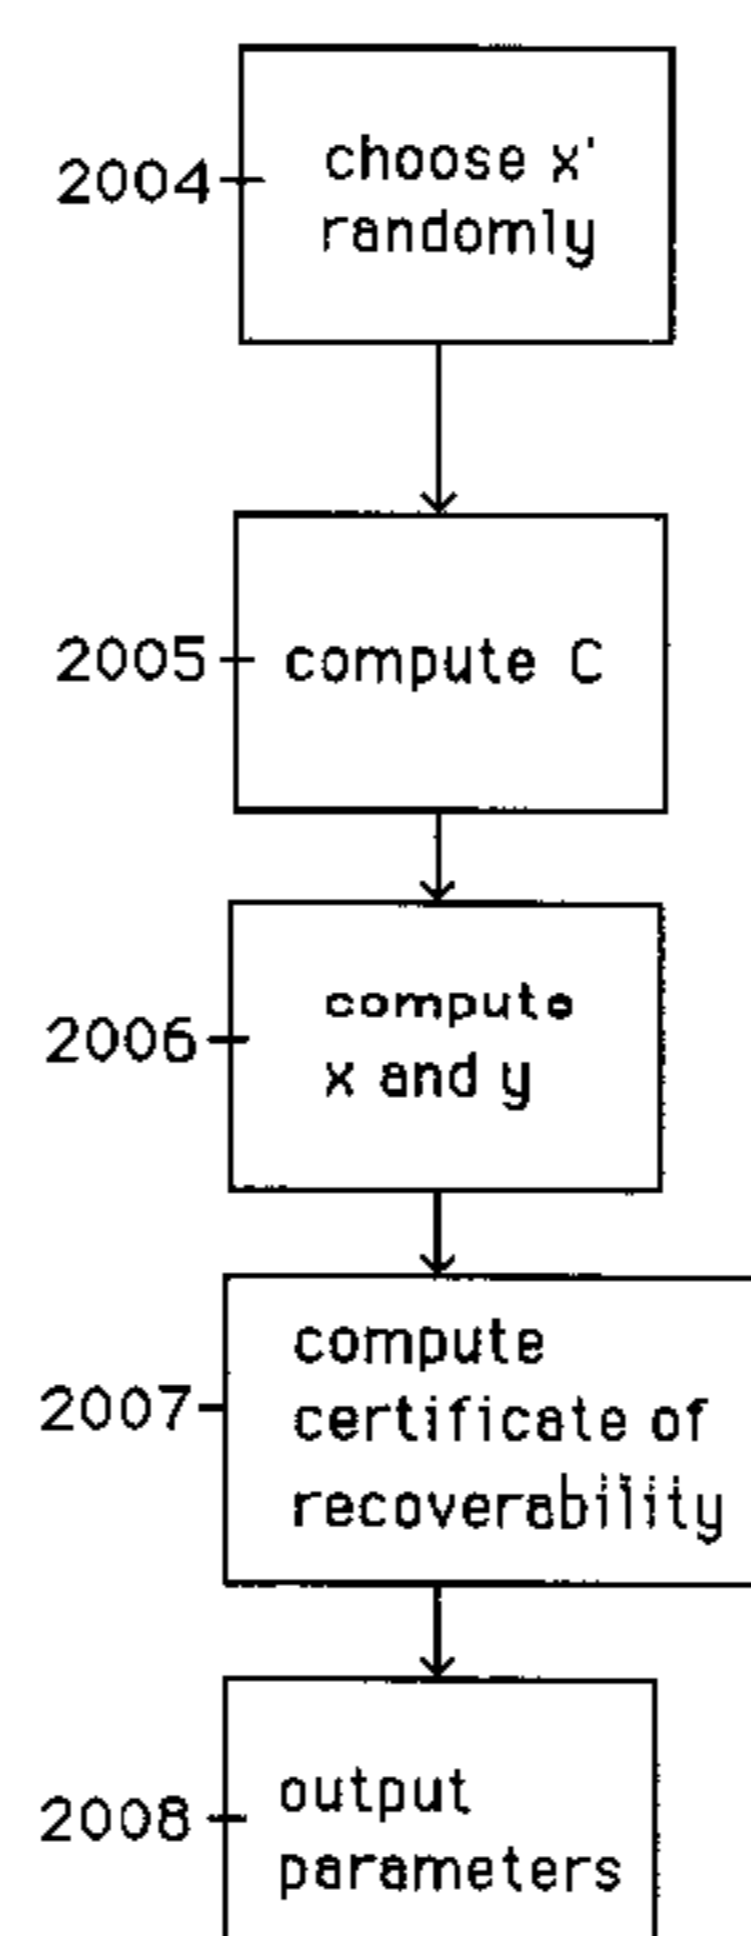 2004
choose x'
randomly
2005
compute C
2006
compute
x and y
2007
compute
certificate of
recoverability
2008
output
parameters